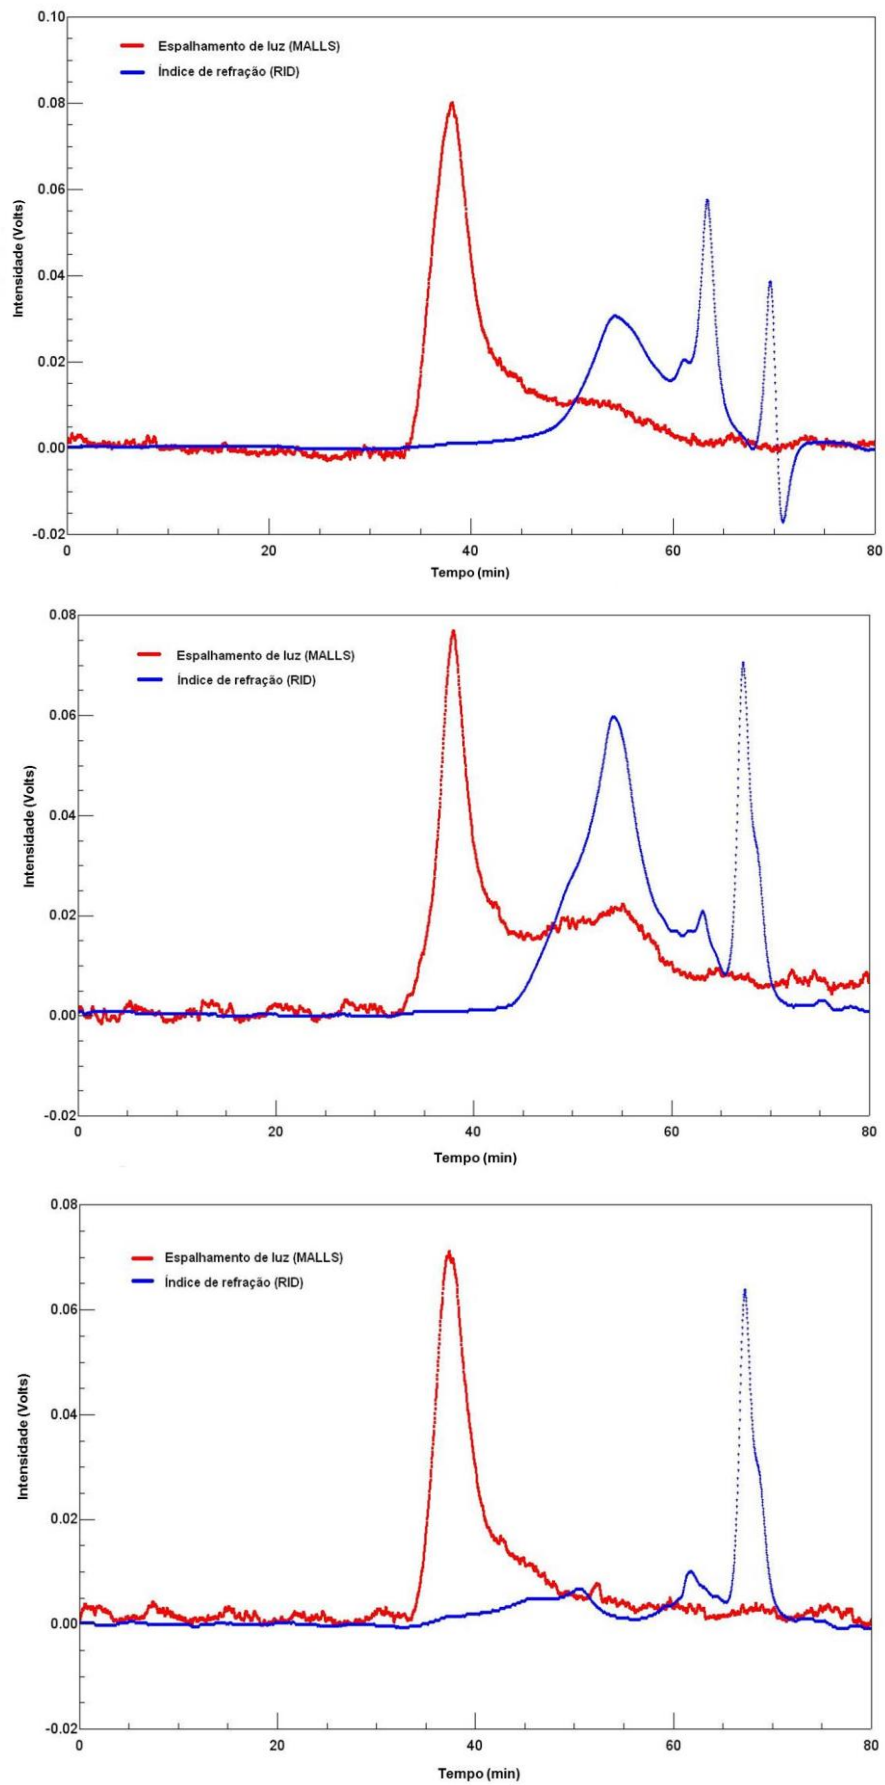 0.10
Espalhamento de luz (MALLS)
Índice de refração (RID)
0.08
0.06
Intensidade (Volts)
0.04
0.02
0.00
-0.02
0 20 40 60 80
Tempo (min)
0.08
Espalhamento de luz (MALLS)
Índice de refração (RID)
0.06
Intensidade (Volts)
0.04
0.02
0.00
-0.02
0 20 40 60 80
Tempo (min)
0.08
Espalhamento de luz (MALLS)
Índice de refração (RID)
0.06
Intensidade (Volts)
0.04
0.02
0.00
-0.02
0 20 40 60 80
Tempo (min)